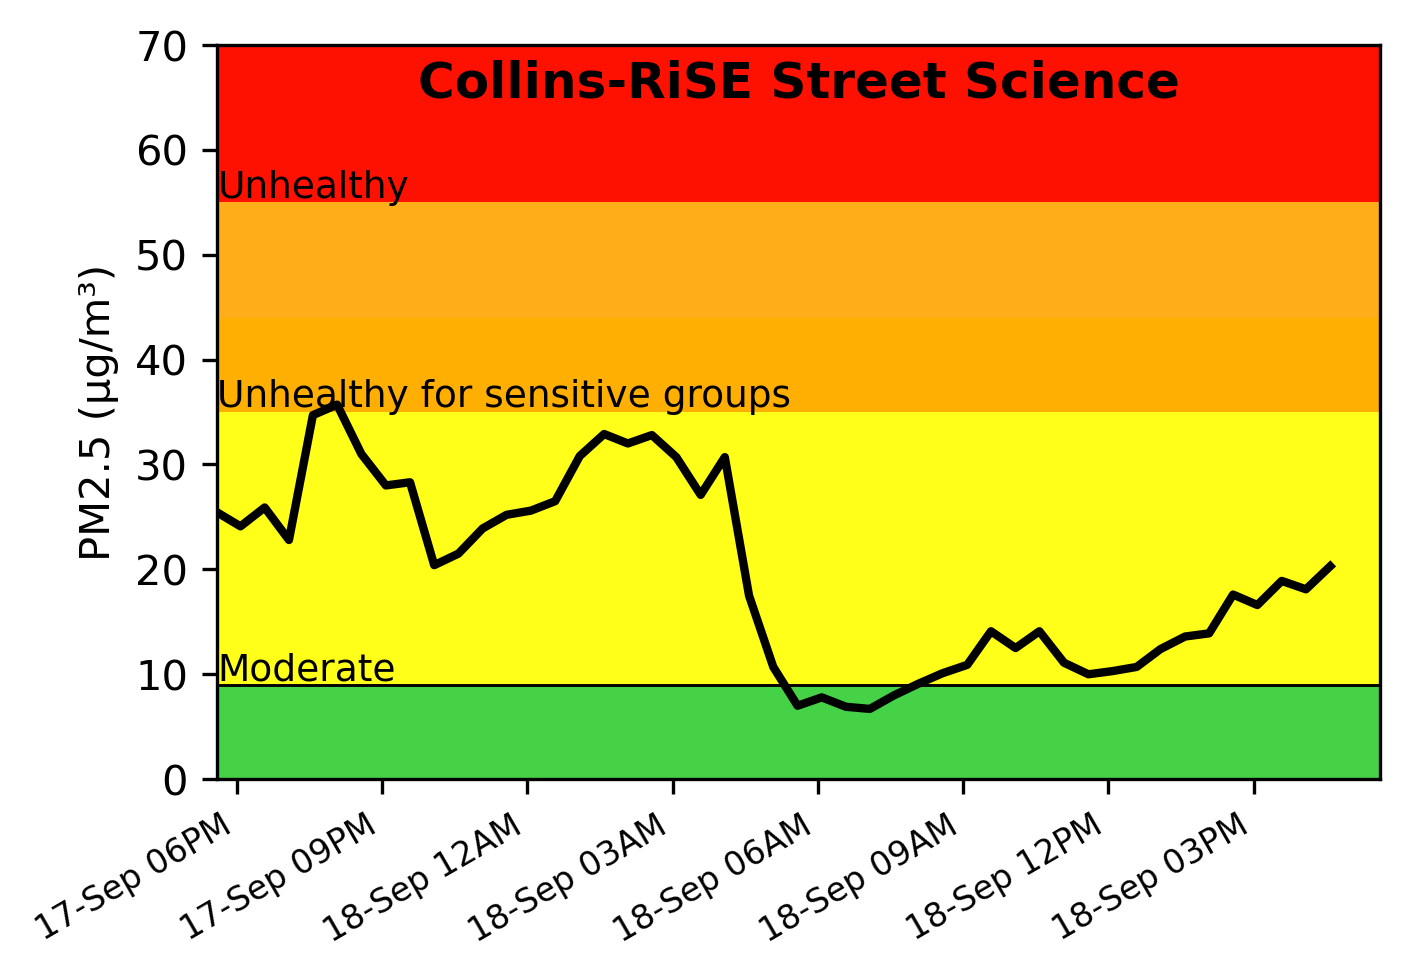 Collins-RiSE Street Science
70
60
Unhealthy
50
40
Unhealthy for sensitive groups
30
20
Moderate
10
0
PM2.5 (µg/m³)
17-Sep 06PM
17-Sep 09PM
18-Sep 12AM
18-Sep 03AM
18-Sep 06AM
18-Sep 09AM
18-Sep 12PM
18-Sep 03PM